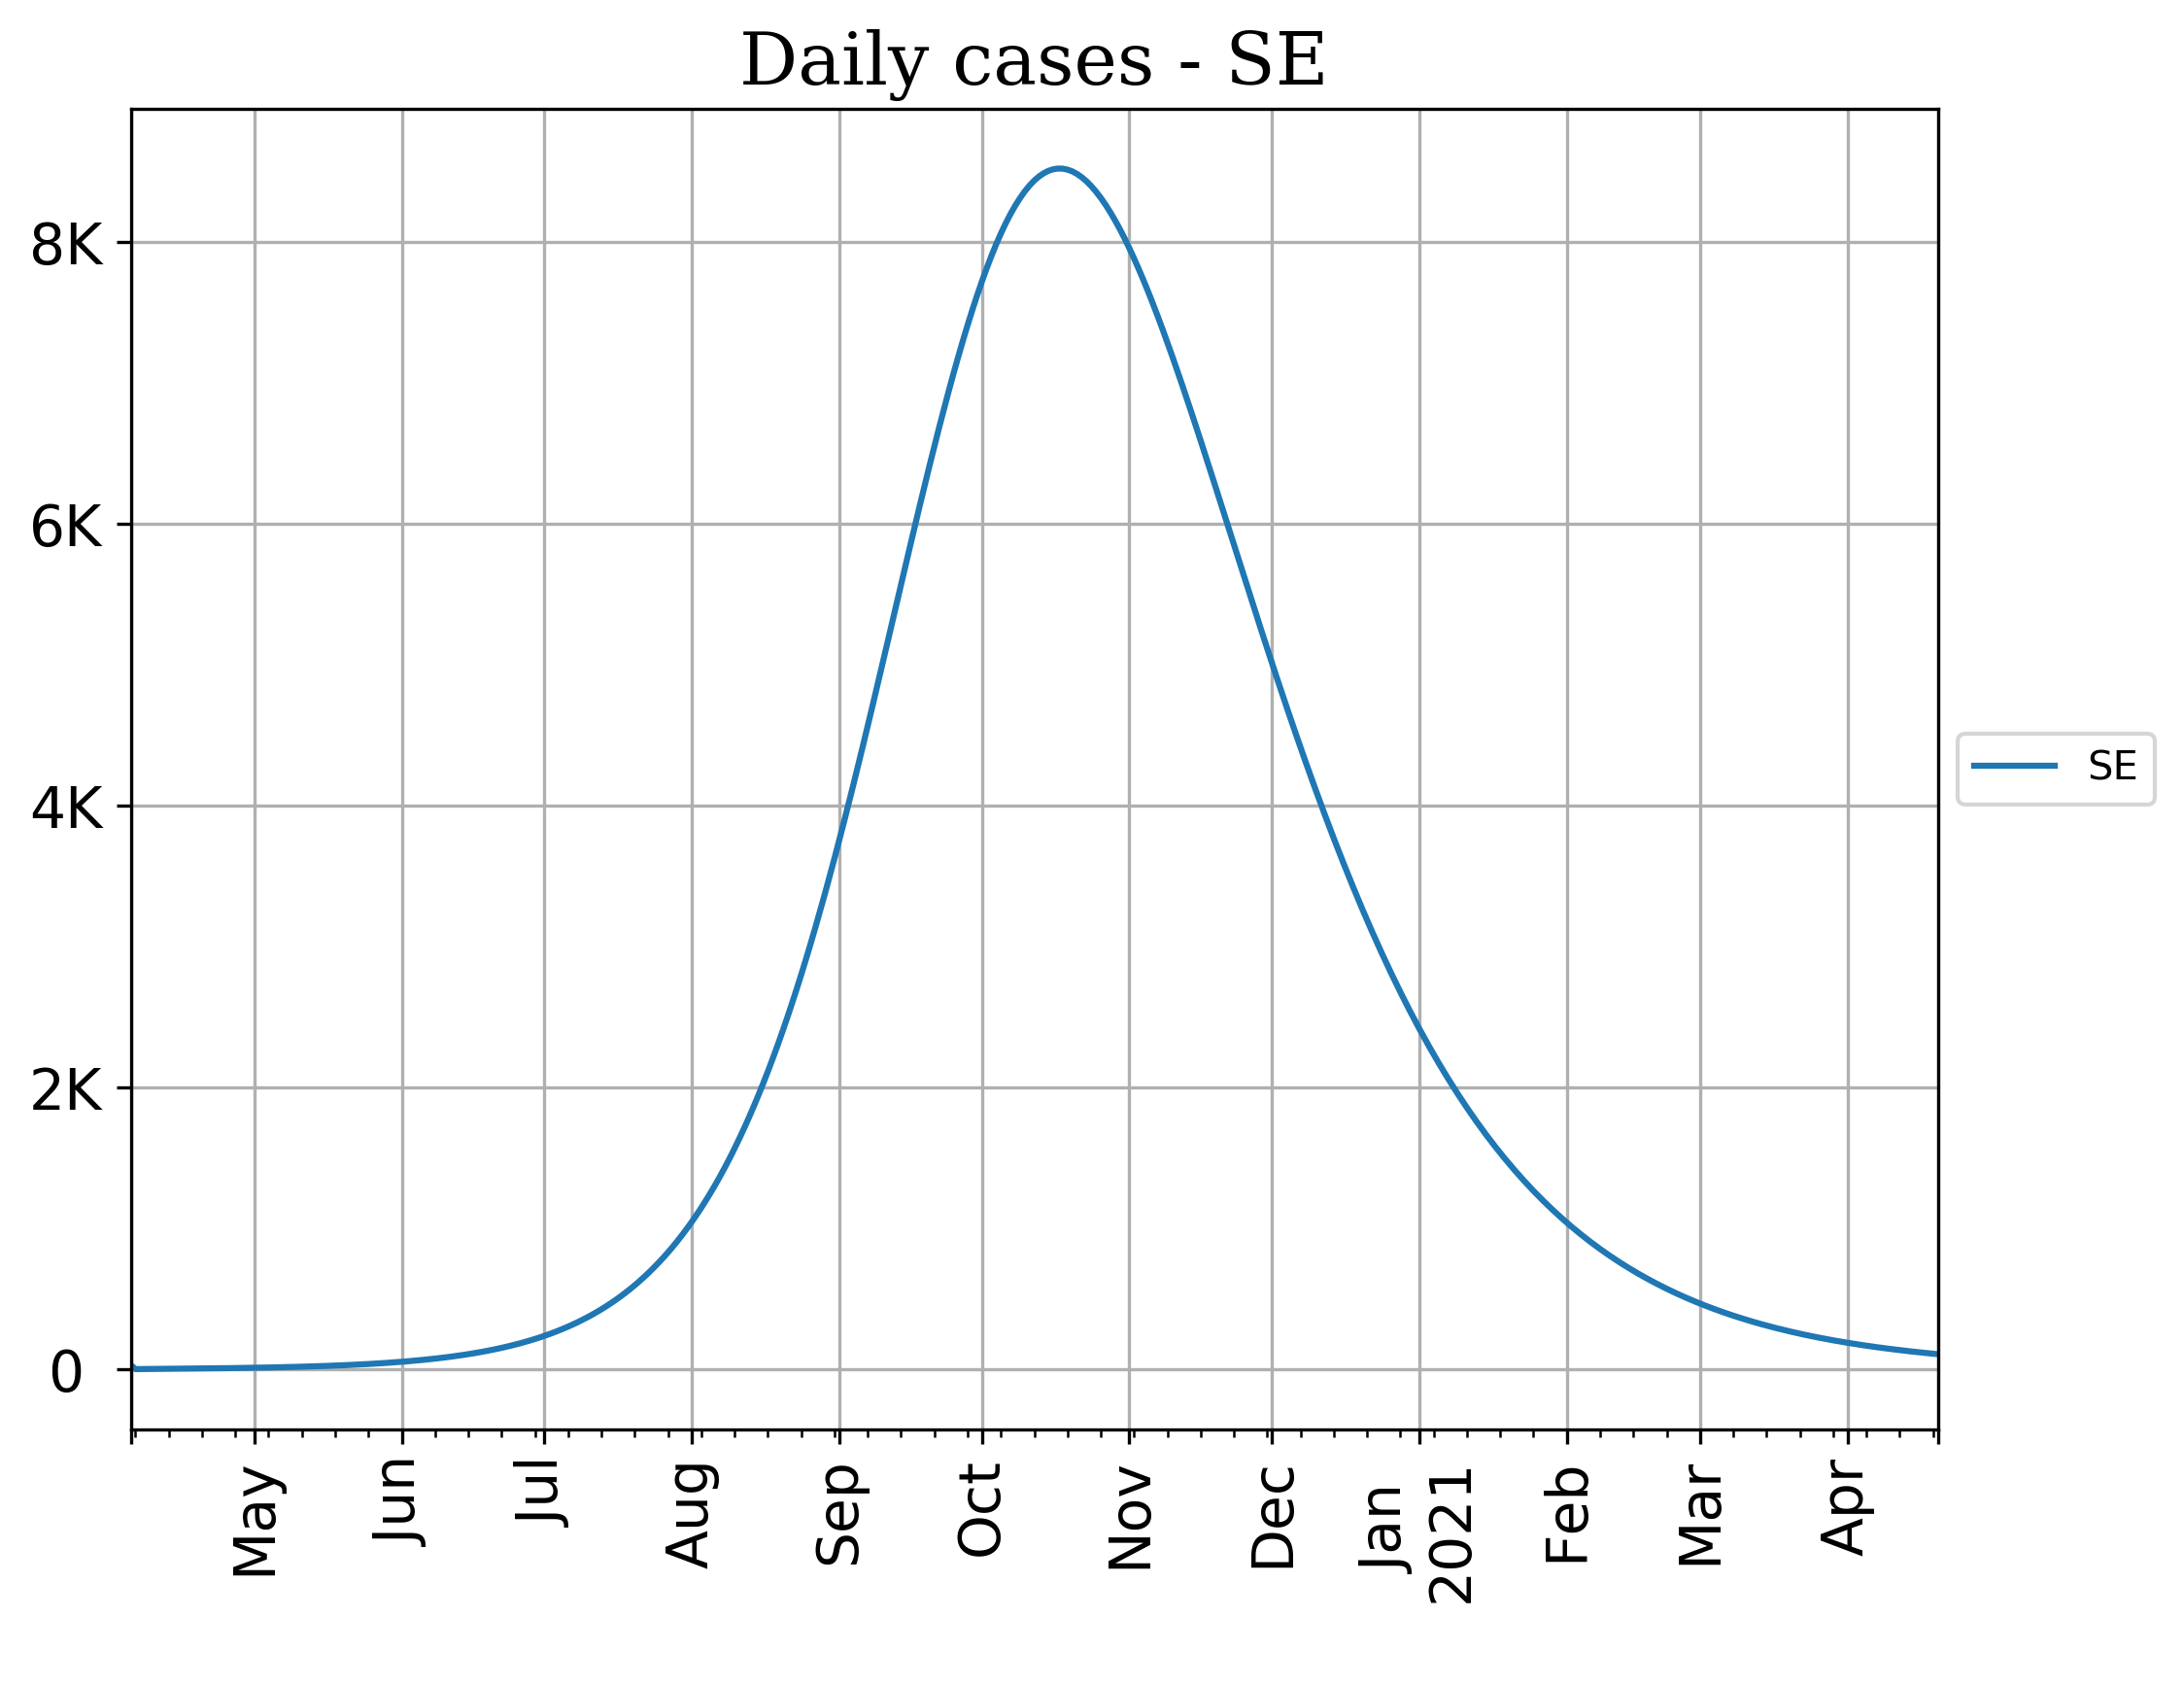 Daily cases - SE
8K
6K
4K
2K
0
SE
May
Jun
Jul
Aug
Sep
Oct
Nov
Dec
Jan
2021
Feb
Mar
Apr